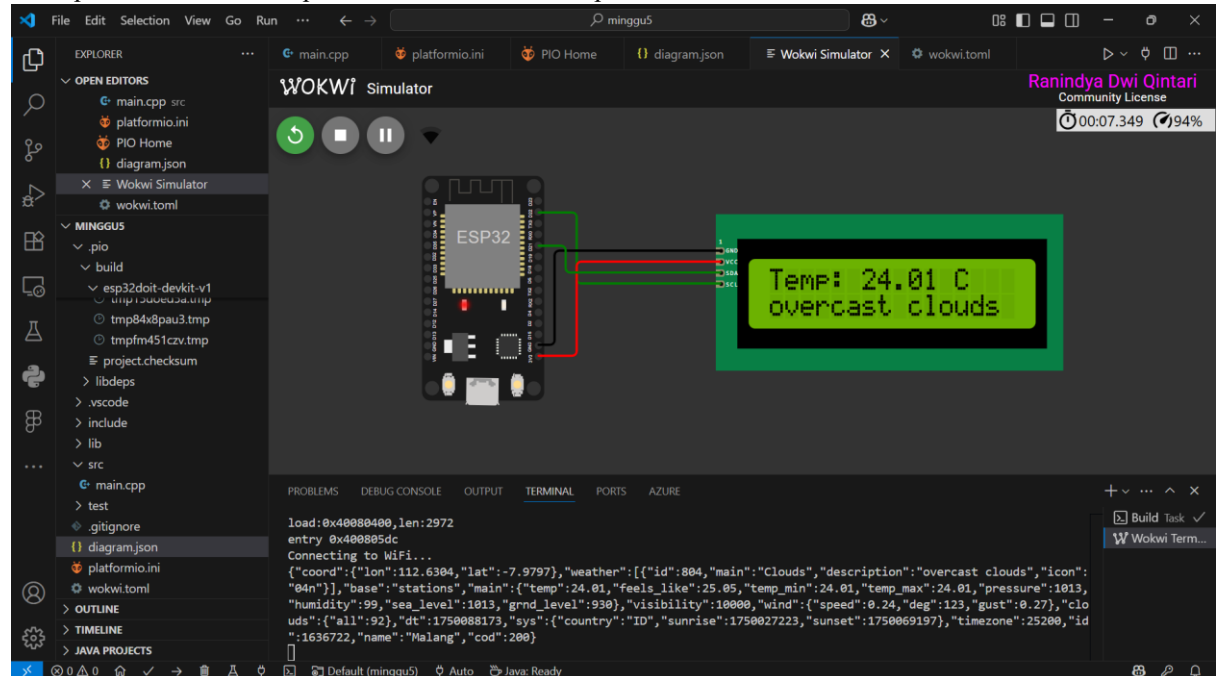 File Edit Selection View Go Run ... minggu5
EXPLORER ...
main.cpp platformio.ini PIO Home diagram.json Wokwi Simulator wokwi.toml
OPEN EDITORS
main.cpp src
platformio.ini
PIO Home
diagram.json
Wokwi Simulator
wokwi.toml
MINGGU5
.pio
build
esp32doit-devkit-v1
tmp84x8pau3.tmp
tmpfm451czv.tmp
project.checksum
libdeps
.vscode
include
lib
src
main.cpp
test
.gitignore
diagram.json
platformio.ini
wokwi.toml
OUTLINE
TIMELINE
JAVA PROJECTS
WOKWI Simulator
Ranindya Dwi Qintari
Community License
00:07.349 94%
ESP32
1
GND
VCC
SDA
SCL
Temp: 24.01 C
overcast clouds
PROBLEMS DEBUG CONSOLE OUTPUT TERMINAL PORTS AZURE
Build Task
Wokwi Term...
load:0x40080400,len:2972
entry 0x400805dc
Connecting to WiFi...
{"coord":{"lon":112.6304,"lat":-7.9797},"weather":[{"id":804,"main":"Clouds","description":"overcast clouds","icon":
"04n"}],"base":"stations","main":{"temp":24.01,"feels_like":25.05,"temp_min":24.01,"temp_max":24.01,"pressure":1013,
"humidity":99,"sea_level":1013,"grnd_level":930},"visibility":10000,"wind":{"speed":0.24,"deg":123,"gust":0.27},"clo
uds":{"all":92},"dt":1750088173,"sys":{"country":"ID","sunrise":1750027223,"sunset":1750069197},"timezone":25200,"id
":1636722,"name":"Malang","cod":200}
0 0 0 Default (minggu5) Auto Java: Ready